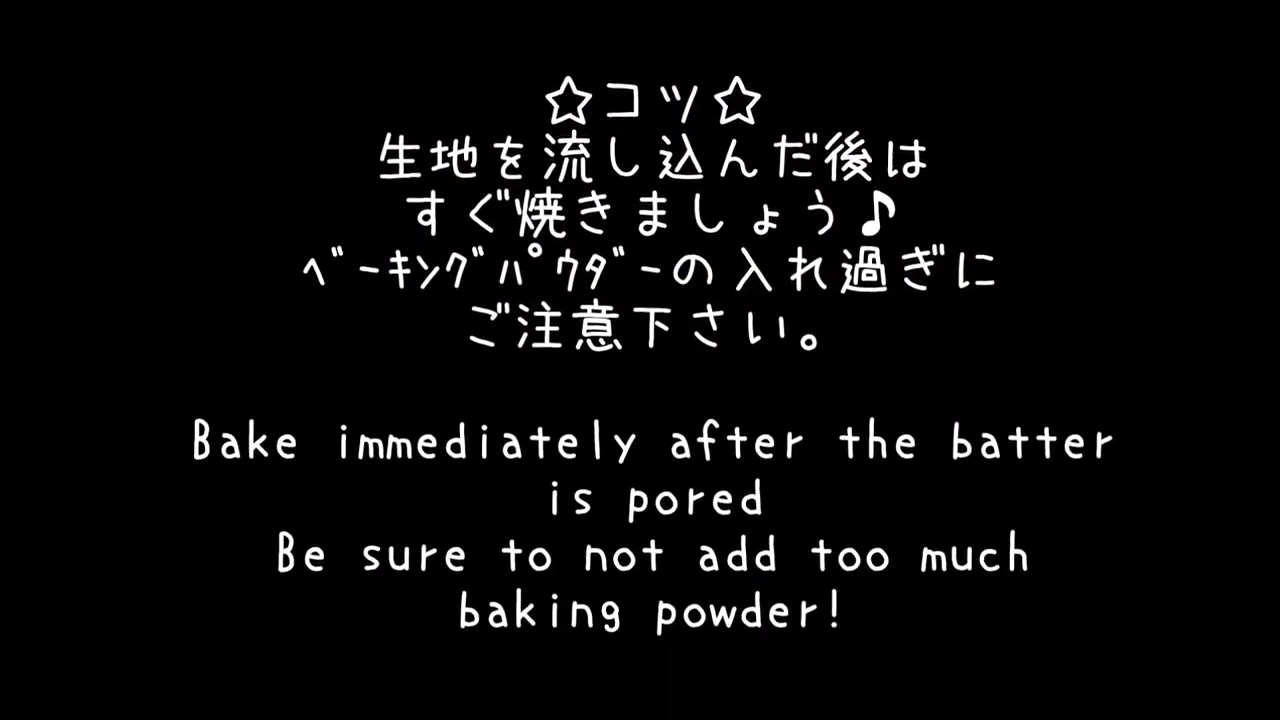 ☆コツ☆
生地を流し込んだ後は
すぐ焼きましょう♪
ﾍﾞｰｷﾝｸﾞﾊﾟｳﾀﾞｰの入れ過ぎに
ご注意下さい。
Bake immediately after the batter
is pored
Be sure to not add too much
baking powder!